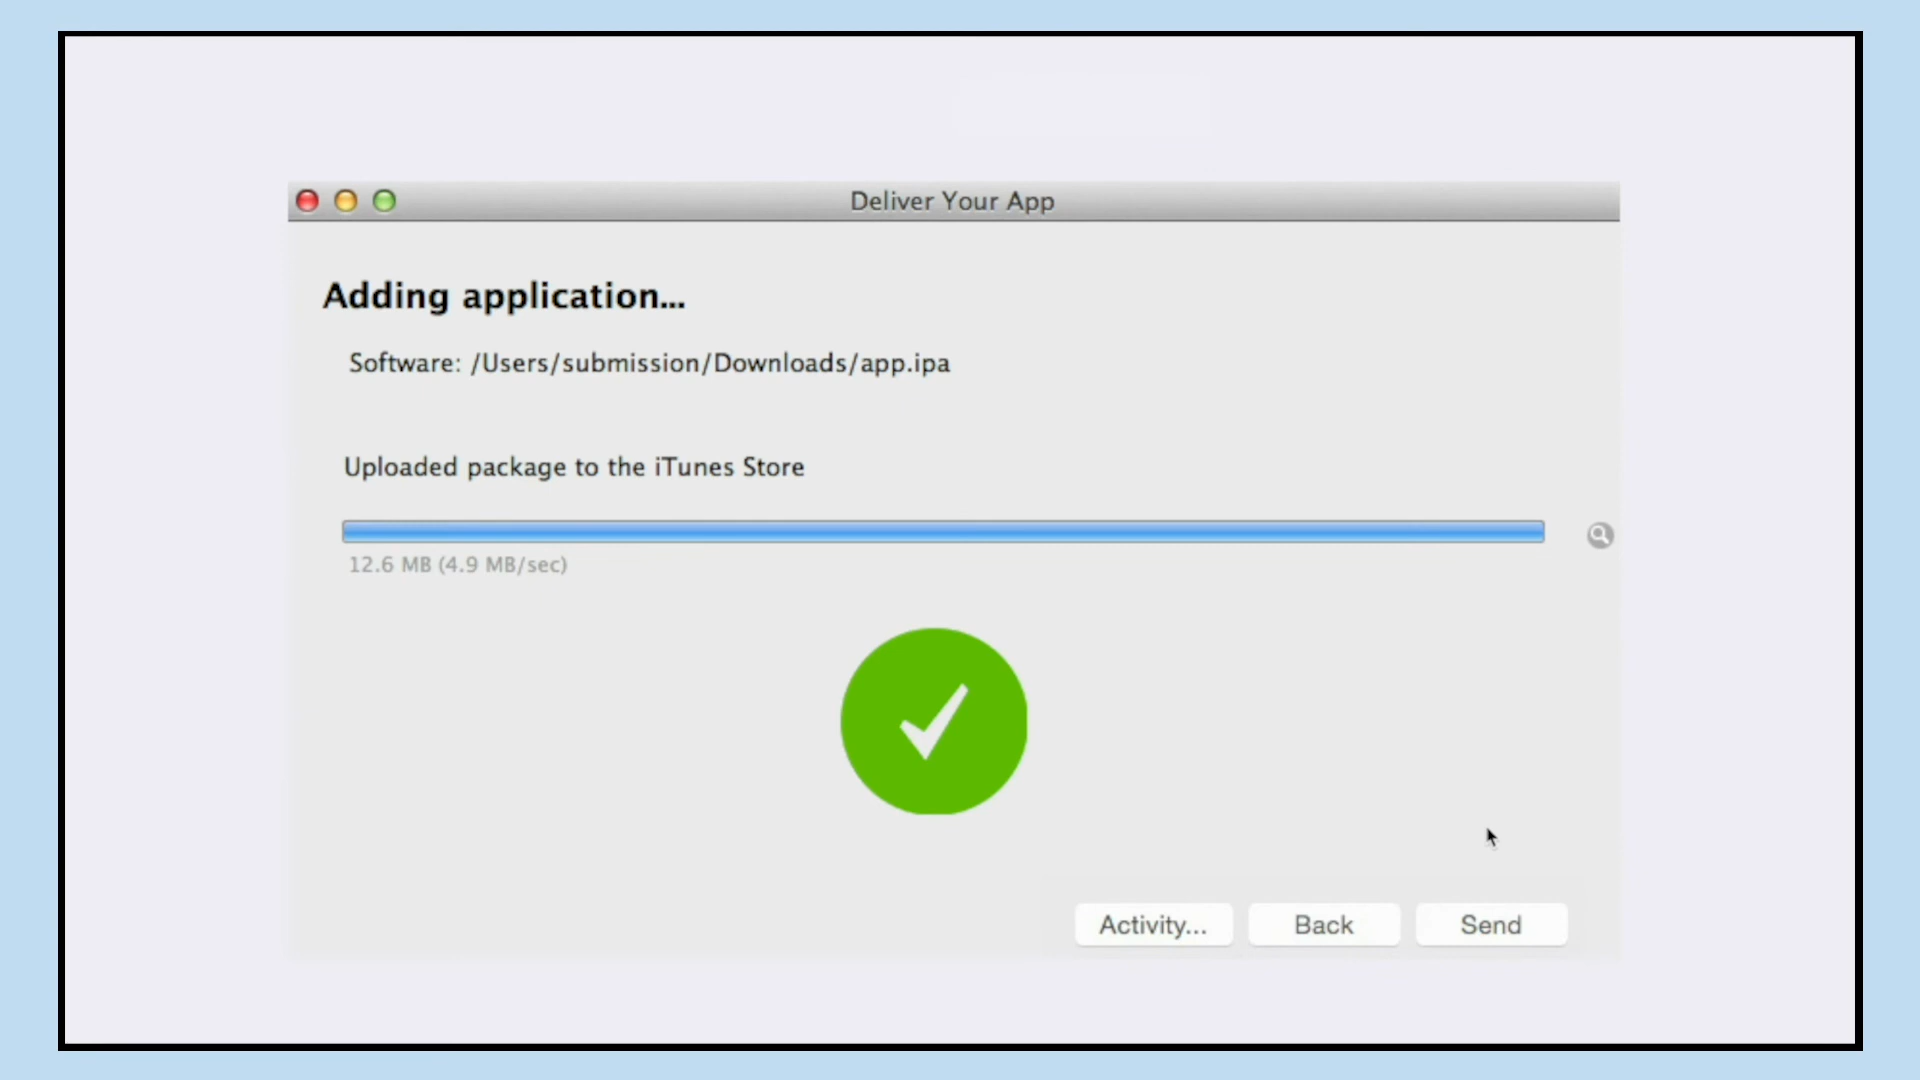 Deliver Your App
Adding application...
Software: /Users/submission/Downloads/app.ipa
Uploaded package to the iTunes Store
12.6 MB (4.9 MB/sec)
Activity... Back Send